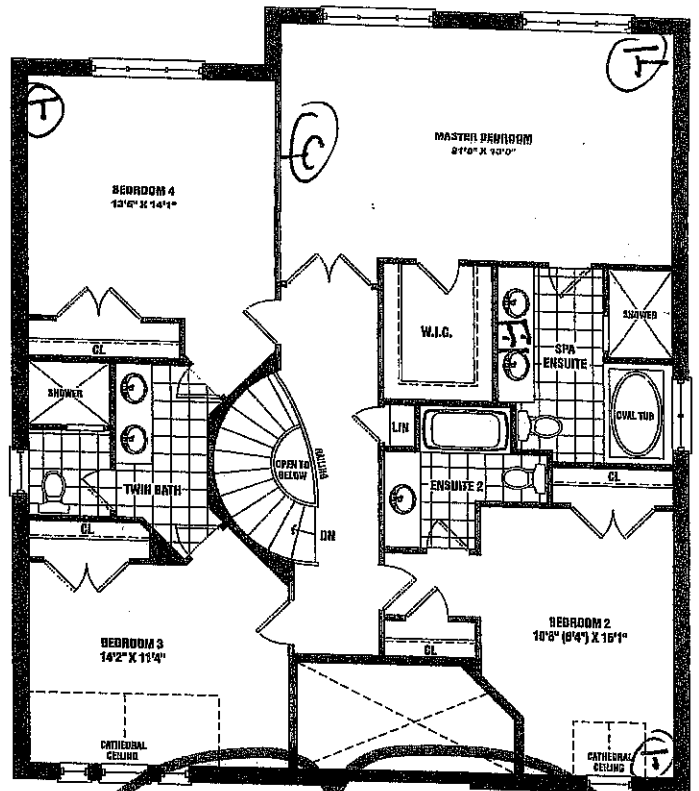 T
T
C
MASTER BEDROOM
BEDROOM 4
13'6" X 14'1"
W.I.C.
SPA
ENSUITE
SHOWER
CL
SHOWER
LIN
OVAL TUB
OPEN TO
BELOW
RAILING
TWIN BATH
ENSUITE 2
CL
CL
DN
BEDROOM 3
14'2" X 11'4"
BEDROOM 2
CL
CATHEDRAL
CEILING
CATHEDRAL
CEILING
T